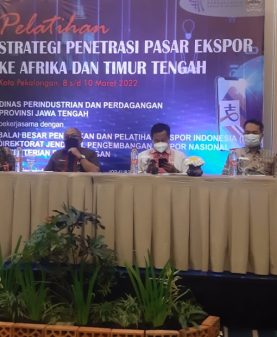 Pelatihan
STRATEGI PENETRASI PASAR EKSPOR
KE AFRIKA DAN TIMUR TENGAH
Kota Pekalongan, 8 s/d 10 Maret 2022
DINAS PERINDUSTRIAN DAN PERDAGANGAN
PROVINSI JAWA TENGAH
bekerjasama dengan
BALAI BESAR PENDIDIKAN DAN PELATIHAN EKSPOR INDONESIA
DIREKTORAT JENDERAL PENGEMBANGAN EKSPOR NASIONAL